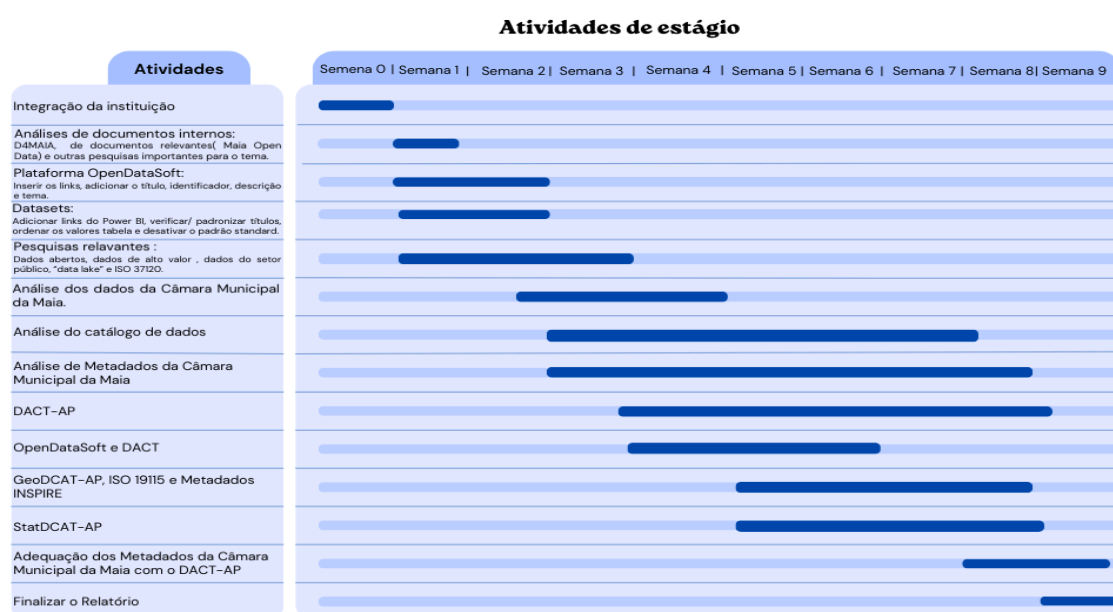 Atividades de estágio
Atividades
Semena 0 | Semana 1 | Semana 2 | Semana 3 | Semana 4 | Semana 5 | Semana 6 | Semana 7 | Semana 8| Semana 9
Integração da instituição
Análises de documentos internos:
D4MAIA, de documentos relevantes( Maia Open
Data) e outras pesquisas importantes para o tema.
Plataforma OpenDataSoft:
Inserir os links, adicionar o título, identificador, descrição
e tema.
Datasets:
Adicionar links do Power BI, verificar/ padronizar títulos,
ordenar os valores tabela e desativar o padrão standard.
Pesquisas relavantes :
Dados abertos, dados de alto valor , dados do setor
público, “data lake” e ISO 37120.
Análise dos dados da Câmara Municipal
da Maia.
Análise do catálogo de dados
Análise de Metadados da Câmara
Municipal da Maia
DACT-AP
OpenDataSoft e DACT
GeoDCAT-AP, ISO 19115 e Metadados
INSPIRE
StatDCAT-AP
Adequação dos Metadados da Câmara
Municipal da Maia com o DACT-AP
Finalizar o Relatório